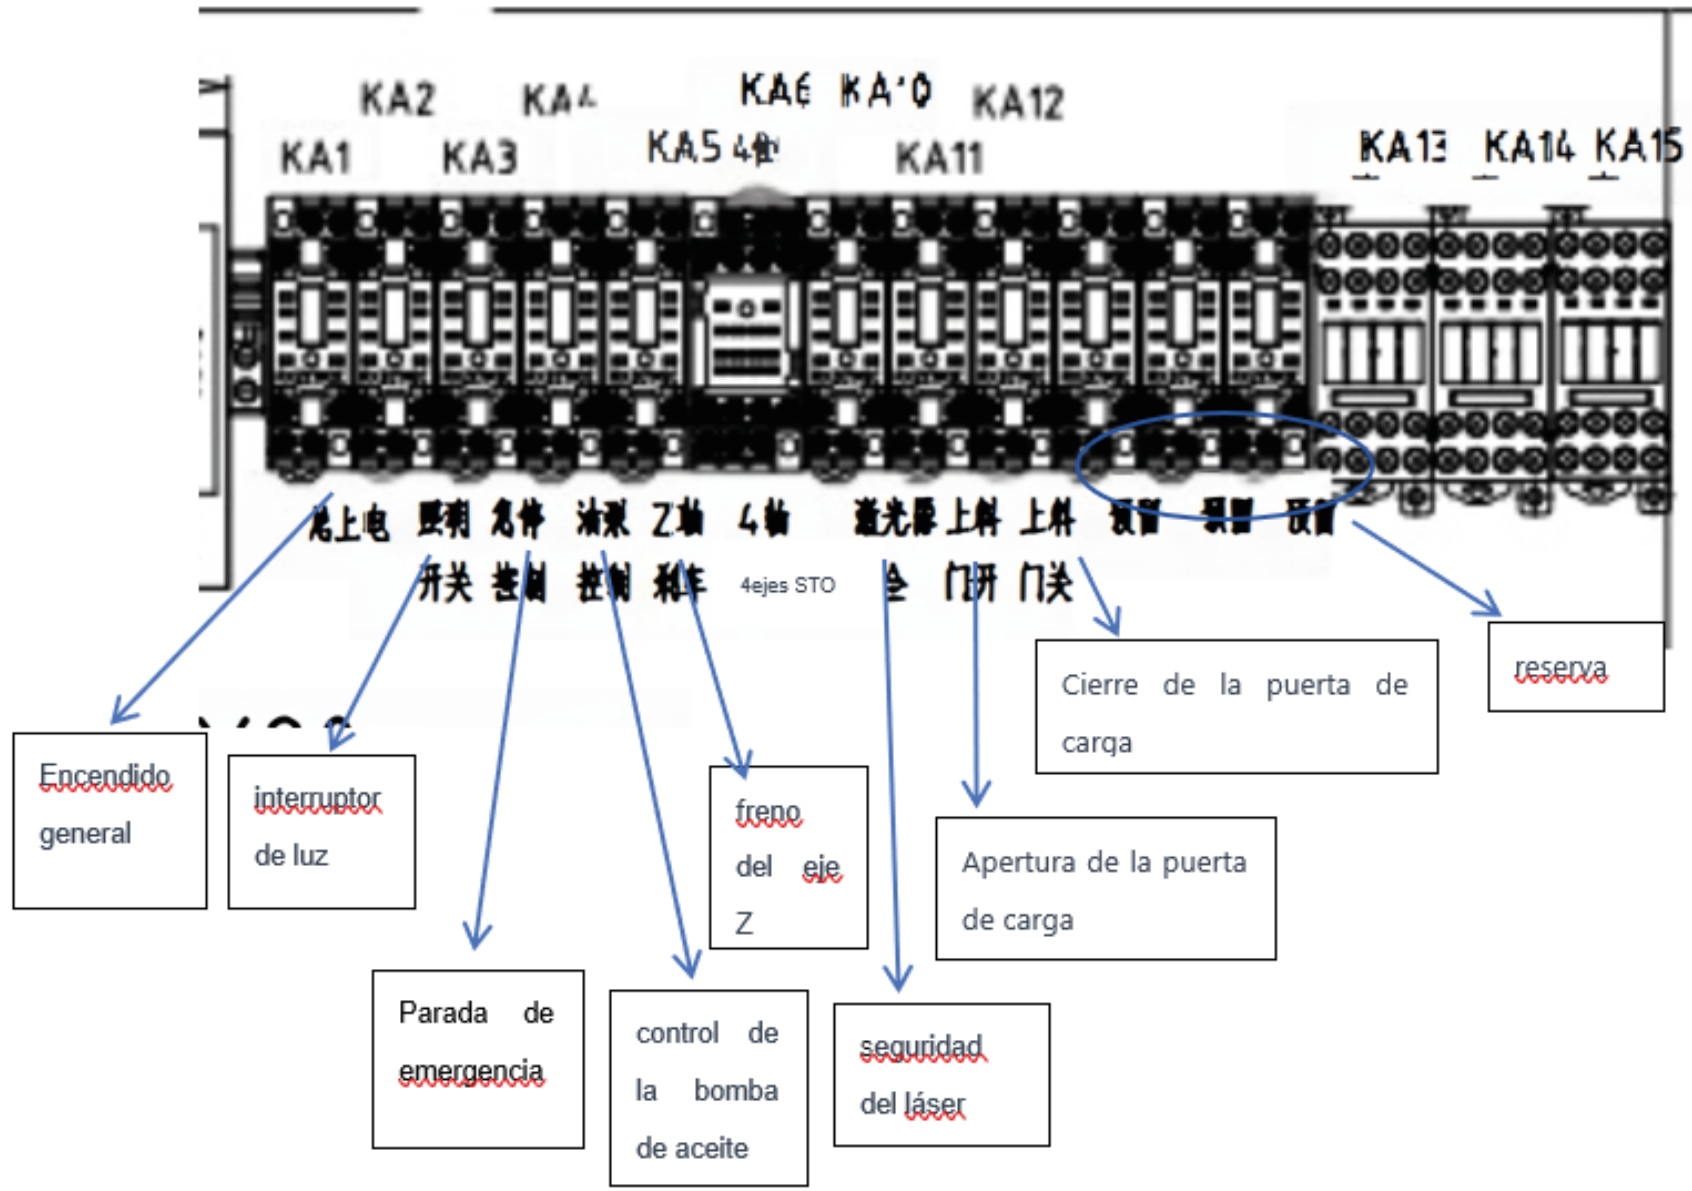 KA2
KA4
KA6
KA10
KA12
KA1
KA3
KA5
KA11
KA13
KA14
KA15
总上电
照明
开关
急停
控制
油泵
控制
Z轴
刹车
4轴
4ejes STO
激光器
全
上料
门开
上料
门关
预留
预留
预留
Encendido
general
interruptor
de luz
Parada de
emergencia
control de
la bomba
de aceite
freno
del eje
Z
seguridad
del láser
Apertura de la puerta
de carga
Cierre de la puerta de
carga
reserva